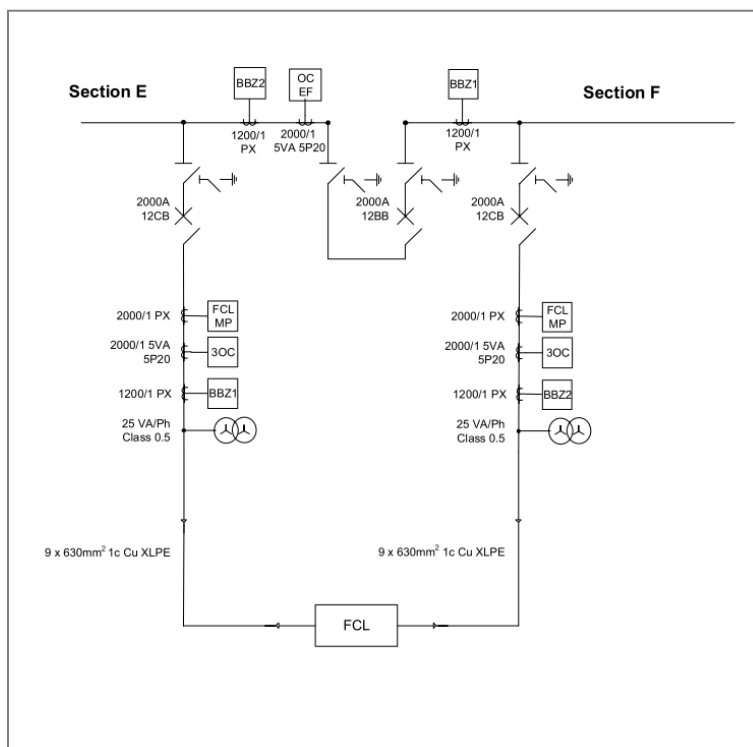 Section E
BBZ2
OC
EF
BBZ1
Section F
1200/1
PX
2000/1
5VA 5P20
1200/1
PX
2000A
12CB
2000A
12BB
2000A
12CB
2000/1 PX
FCL
MP
2000/1 PX
FCL
MP
2000/1 5VA
5P20
3OC
2000/1 5VA
5P20
3OC
1200/1 PX
BBZ1
1200/1 PX
BBZ2
25 VA/Ph
Class 0.5
25 VA/Ph
Class 0.5
9 x 630mm² 1c Cu XLPE
9 x 630mm² 1c Cu XLPE
FCL